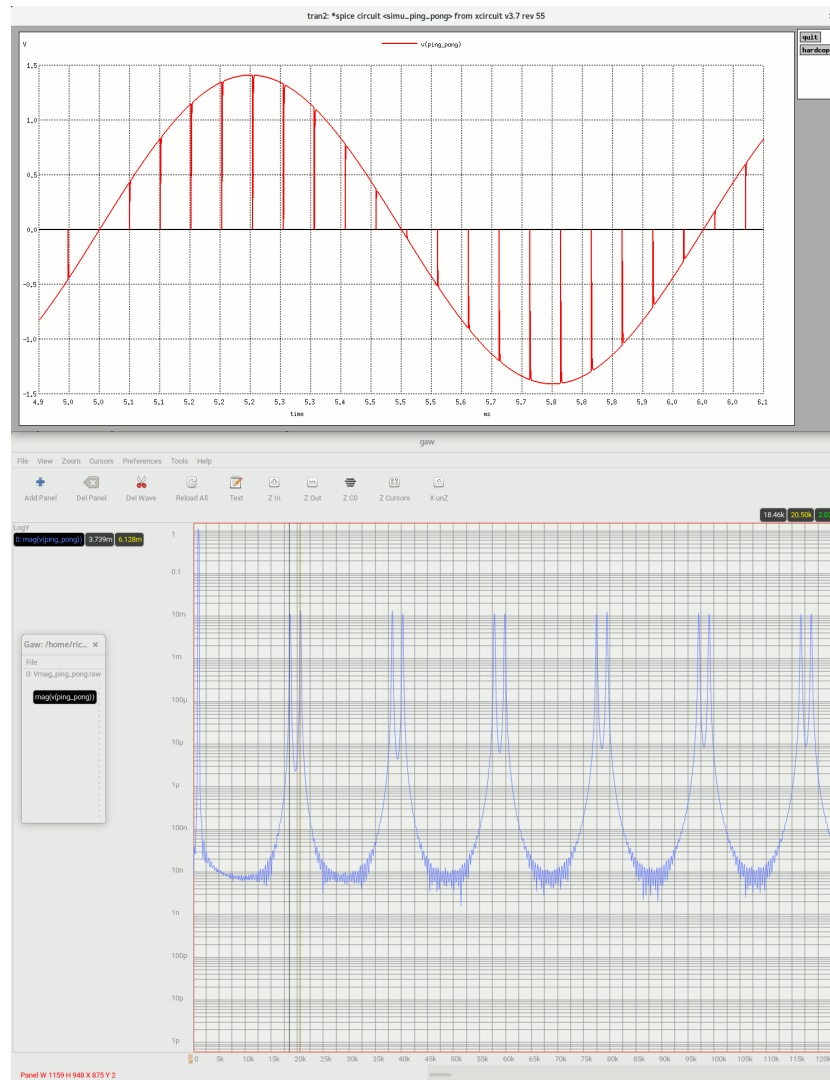 tran2: *spice circuit <simu_ping_pong> from xcircuit v3.7 rev 55
V
v(ping_pong)
quit
hardcop
1.5
1.0
0.5
0.0
-0.5
-1.0
-1.5
4.9 5.0 5.0 5.1 5.1 5.2 5.2 5.2 5.3 5.3 5.4 5.5 5.5 5.6 5.6 5.7 5.7 5.8 5.8 5.9 5.9 6.0 6.0 6.0 6.1
time ms
gaw
File View Zoom Cursors Preferences Tools Help
Add Panel Del Panel Del Wave Reload All Text Z In Z Out Z C0 Z Cursors X unZ
18.46k 20.50k
LogY
0: mag(v(ping_pong)) 3.739m 6.128m
1
0.1
10m
1m
100µ
10µ
1µ
100n
10n
1n
100p
10p
1p
Gaw: /home/ric... ×
File
0: Vmag_ping_pong.raw
mag(v(ping_pong))
0 5k 10k 15k 20k 25k 30k 35k 40k 45k 50k 55k 60k 65k 70k 75k 80k 85k 90k 95k 100k 105k 110k 115k 120k
Panel W 1159 H 948 X 875 Y 2